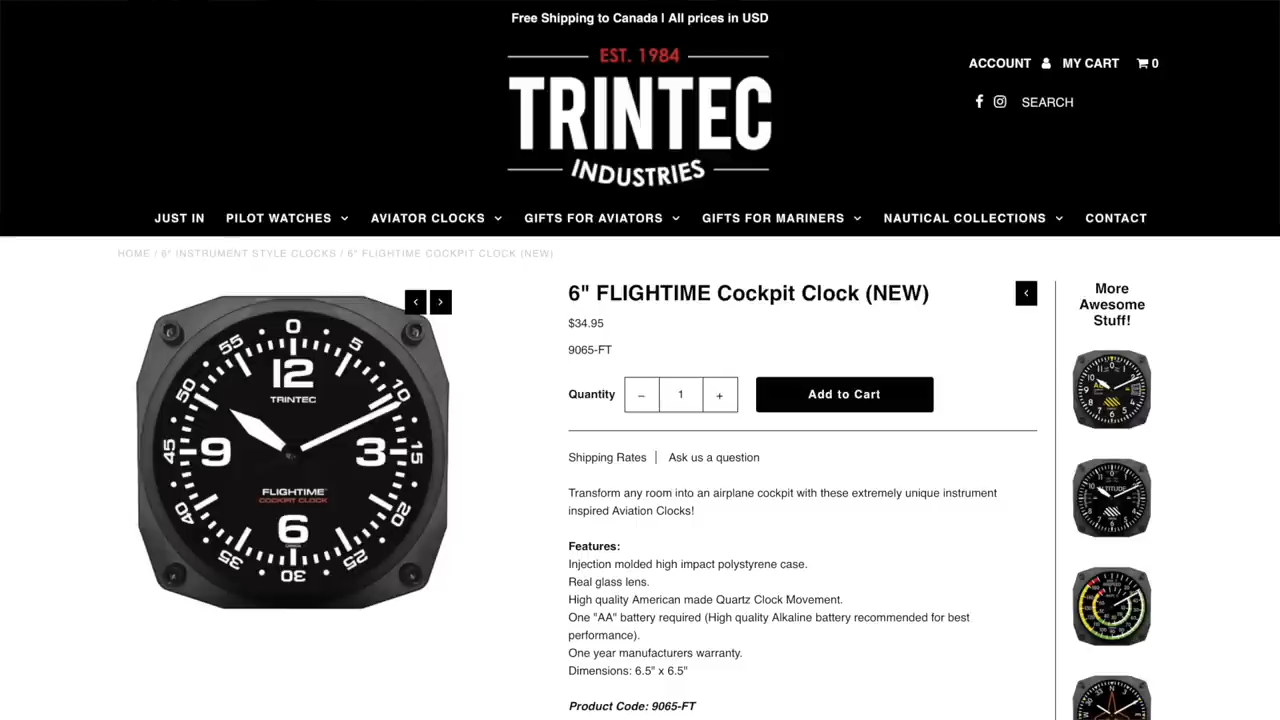 Free Shipping to Canada | All prices in USD
EST. 1984
TRINTEC
INDUSTRIES
ACCOUNT MY CART 0
SEARCH
JUST IN PILOT WATCHES AVIATOR CLOCKS GIFTS FOR AVIATORS GIFTS FOR MARINERS NAUTICAL COLLECTIONS CONTACT
HOME / 6" INSTRUMENT STYLE CLOCKS / 6" FLIGHTIME COCKPIT CLOCK (NEW)
0
5
10
15
20
25
30
35
40
45
50
55
12
TRINTEC
9
3
FLIGHTIME
COCKPIT CLOCK
6
6" FLIGHTIME Cockpit Clock (NEW)
$34.95
9065-FT
Quantity − 1 + Add to Cart
Shipping Rates | Ask us a question
Transform any room into an airplane cockpit with these extremely unique instrument
inspired Aviation Clocks!
Features:
Injection molded high impact polystyrene case.
Real glass lens.
High quality American made Quartz Clock Movement.
One "AA" battery required (High quality Alkaline battery recommended for best
performance).
One year manufacturers warranty.
Dimensions: 6.5" x 6.5"
Product Code: 9065-FT
More
Awesome
Stuff!
ALTITUDE